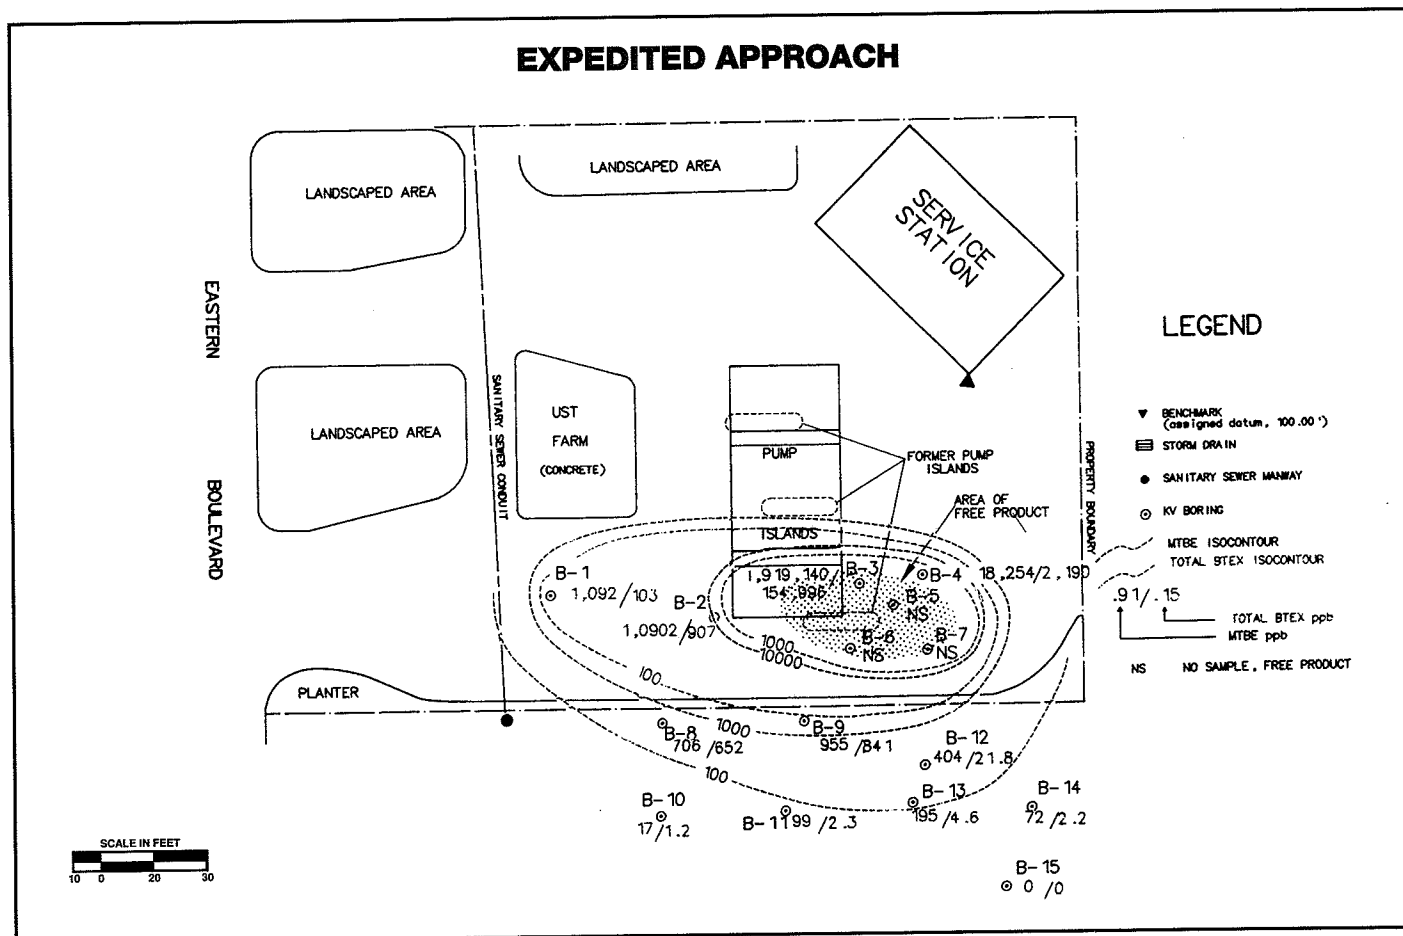 EXPEDITED APPROACH
LANDSCAPED AREA
LANDSCAPED AREA
SERVICE
STATION
EASTERN
BOULEVARD
LANDSCAPED AREA
SANITARY SEWER CONDUIT
UST
FARM
(CONCRETE)
PUMP
ISLANDS
FORMER PUMP
ISLANDS
AREA OF
FREE PRODUCT
PROPERTY BOUNDARY
LEGEND
BENCHMARK
(assigned datum, 100.00')
STORM DRAIN
SANITARY SEWER MANWAY
KV BORING
MTBE ISOCONTOUR
TOTAL BTEX ISOCONTOUR
.91/.15
TOTAL BTEX ppb
MTBE ppb
NS NO SAMPLE, FREE PRODUCT
B-1
1,092/103
B-2
1,0902/907
1,919,140/
154,996
B-3
B-4
18,254/2,190
B-5
NS
B-6
NS
B-7
NS
1000
10000
100
1000
100
PLANTER
B-8
706/652
B-9
955/841
B-12
404/21.8
B-10
17/1.2
B-11 99/2.3
B-13
195/4.6
B-14
72/2.2
B-15
0/0
SCALE IN FEET
10 0 20 30